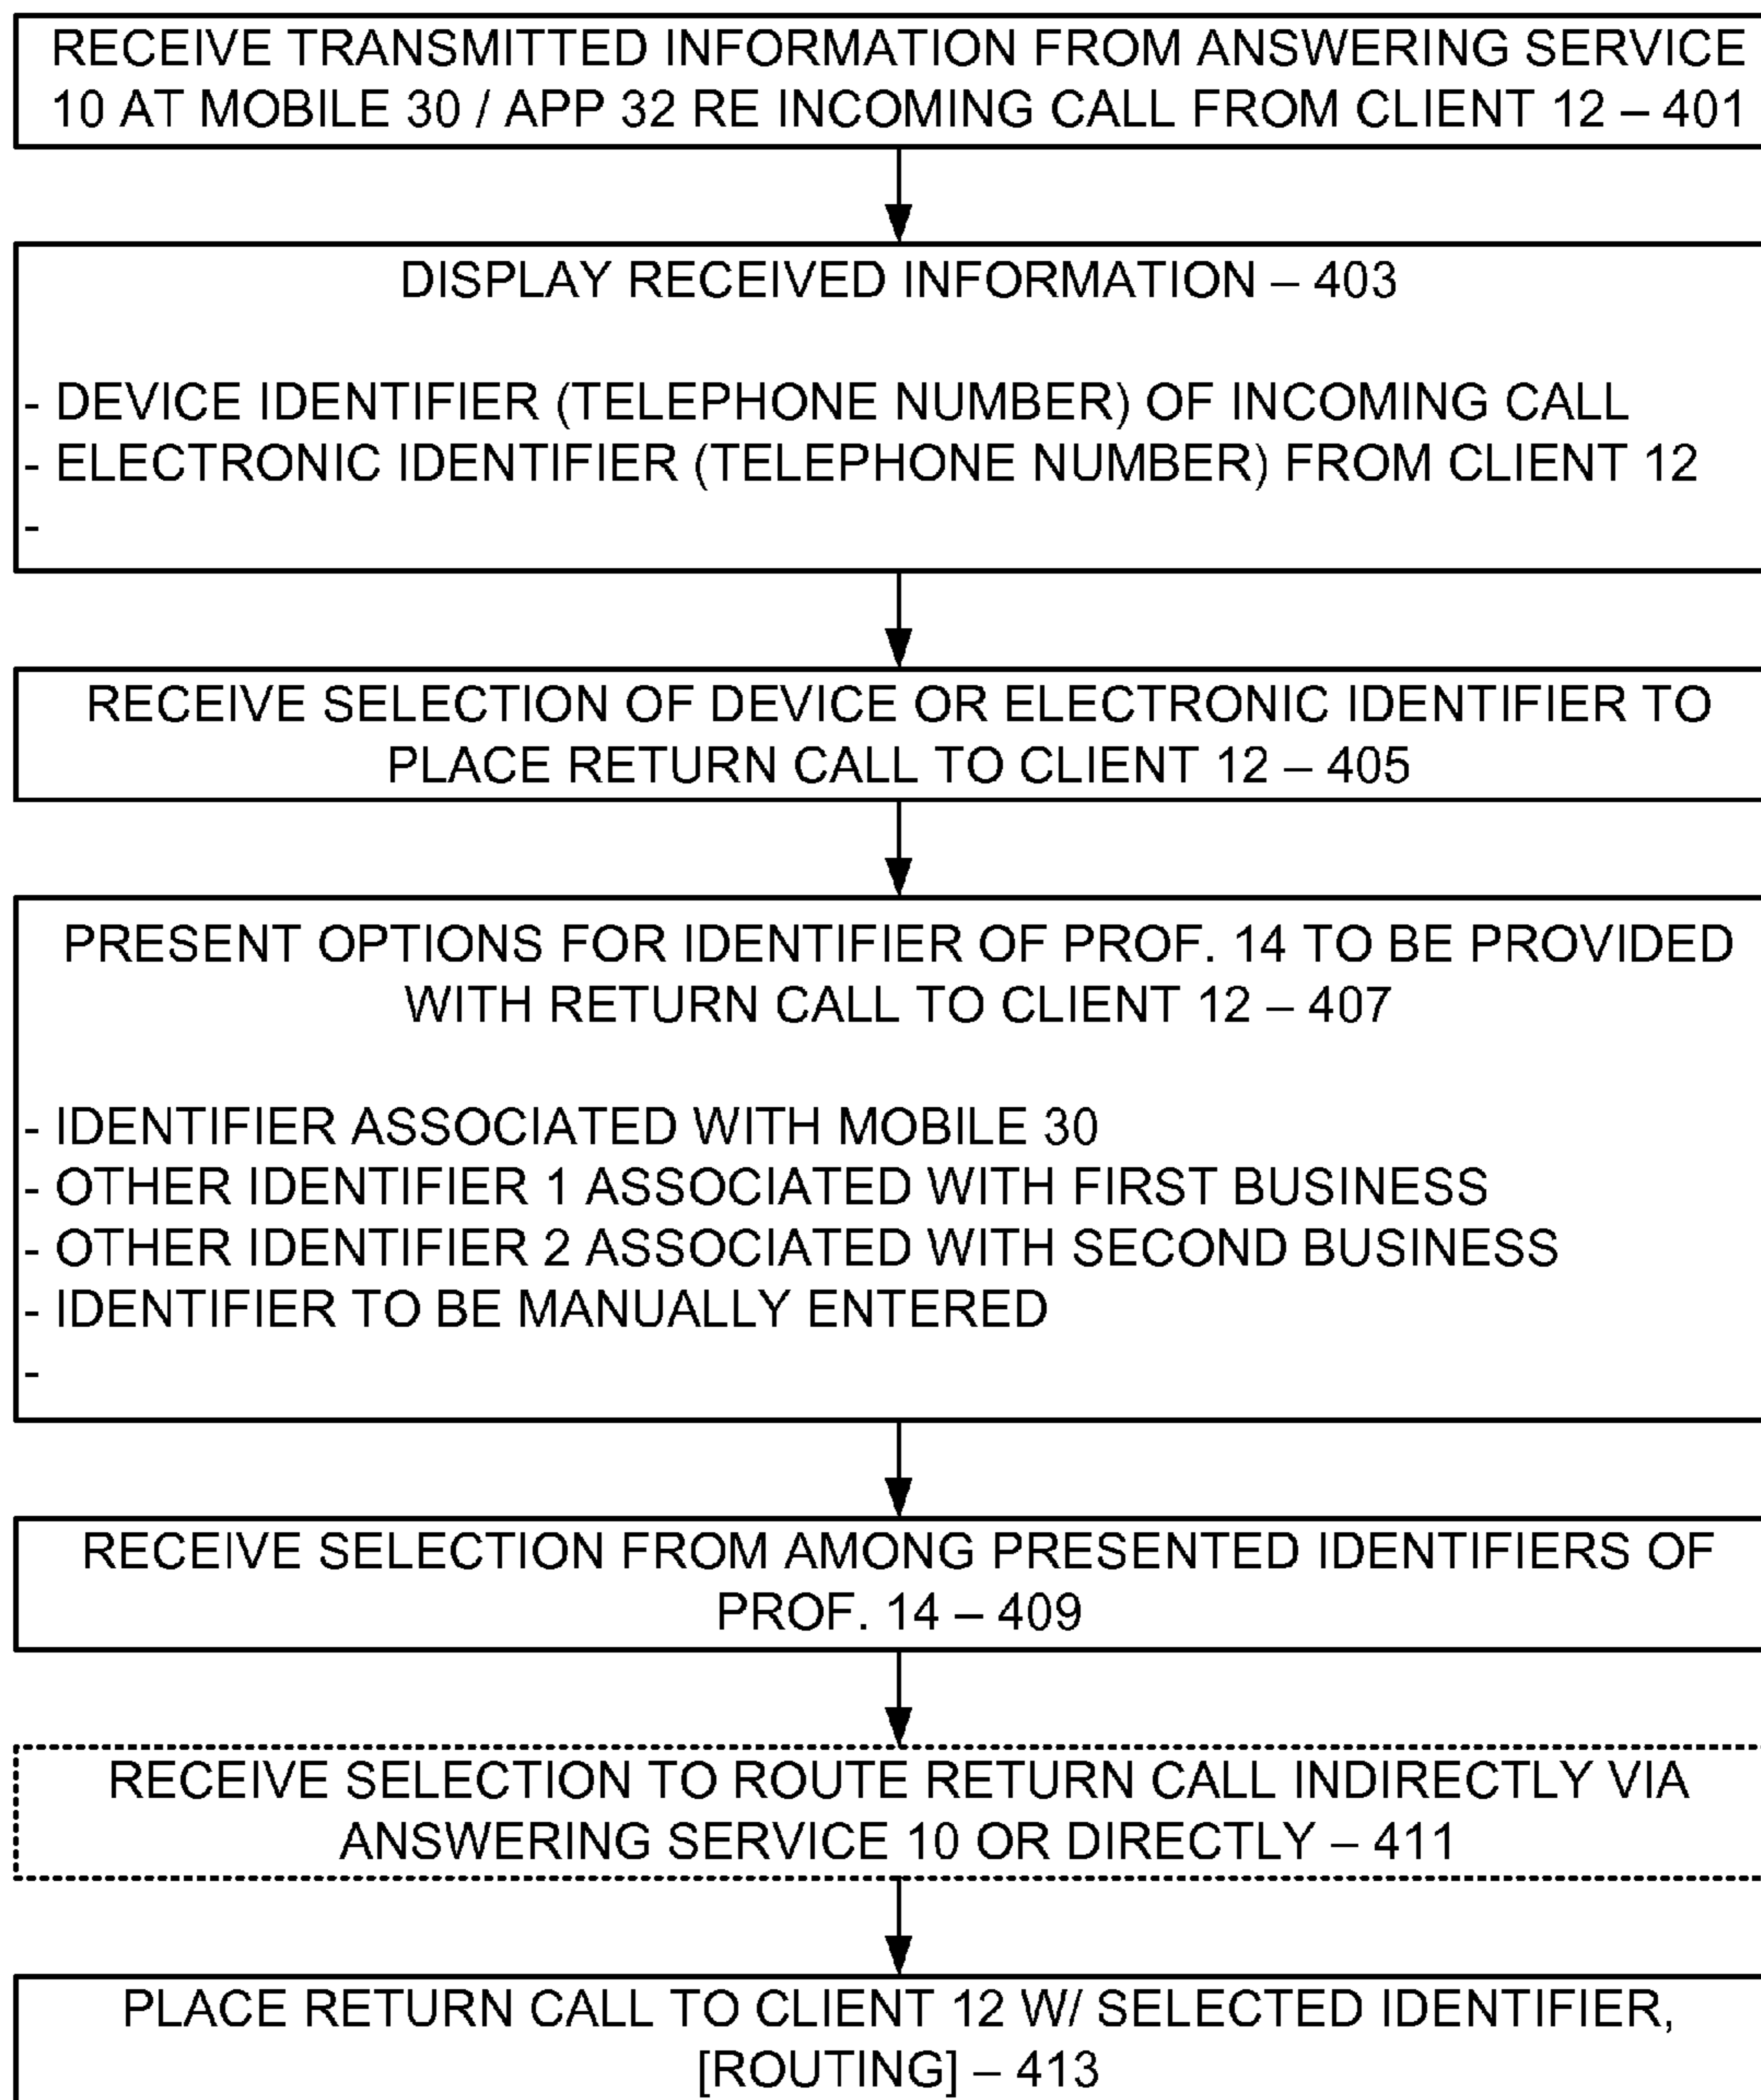 RECEIVE TRANSMITTED INFORMATION FROM ANSWERING SERVICE
10 AT MOBILE 30 / APP 32 RE INCOMING CALL FROM CLIENT 12 – 401
DISPLAY RECEIVED INFORMATION – 403
- DEVICE IDENTIFIER (TELEPHONE NUMBER) OF INCOMING CALL
- ELECTRONIC IDENTIFIER (TELEPHONE NUMBER) FROM CLIENT 12
-
RECEIVE SELECTION OF DEVICE OR ELECTRONIC IDENTIFIER TO
PLACE RETURN CALL TO CLIENT 12 – 405
PRESENT OPTIONS FOR IDENTIFIER OF PROF. 14 TO BE PROVIDED
WITH RETURN CALL TO CLIENT 12 – 407
- IDENTIFIER ASSOCIATED WITH MOBILE 30
- OTHER IDENTIFIER 1 ASSOCIATED WITH FIRST BUSINESS
- OTHER IDENTIFIER 2 ASSOCIATED WITH SECOND BUSINESS
- IDENTIFIER TO BE MANUALLY ENTERED
-
RECEIVE SELECTION FROM AMONG PRESENTED IDENTIFIERS OF
PROF. 14 – 409
RECEIVE SELECTION TO ROUTE RETURN CALL INDIRECTLY VIA
ANSWERING SERVICE 10 OR DIRECTLY – 411
PLACE RETURN CALL TO CLIENT 12 W/ SELECTED IDENTIFIER,
[ROUTING] – 413